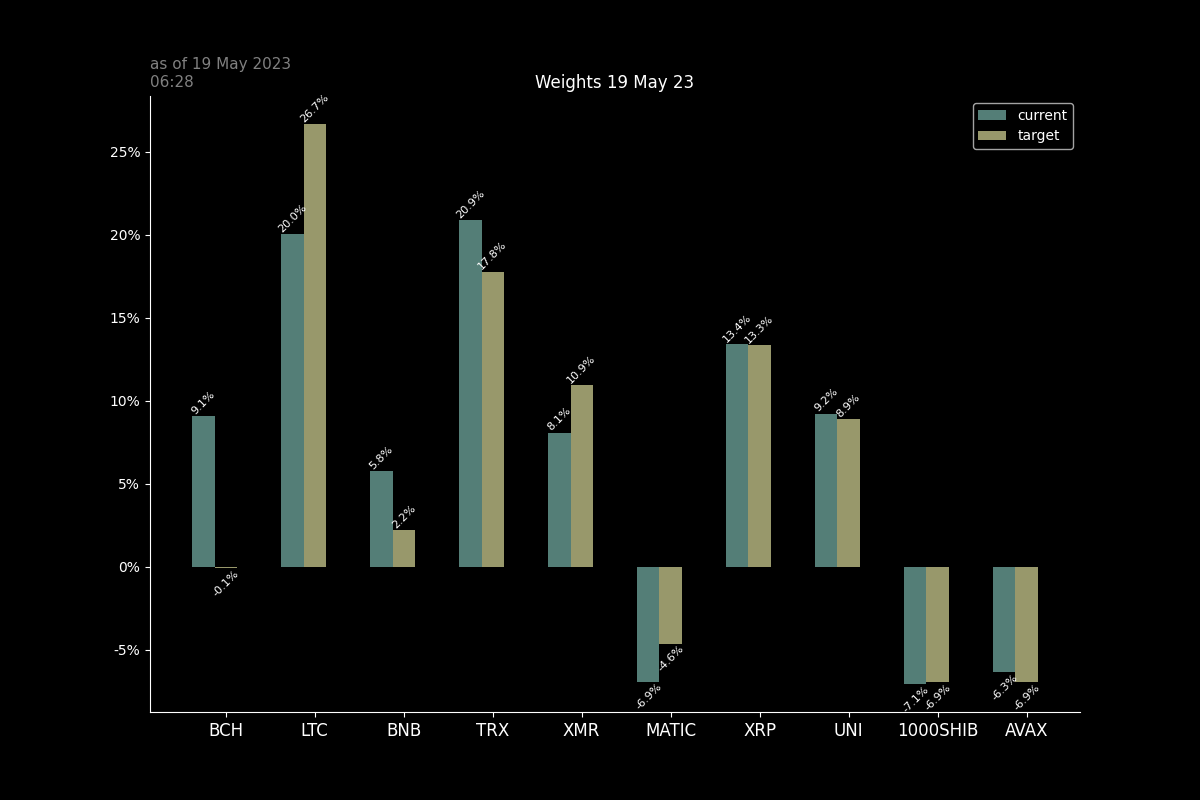 as of 19 May 2023
06:28
Weights 19 May 23
current
target
25%
20%
15%
10%
5%
0%
-5%
9.1%
-0.1%
20.0%
26.7%
5.8%
2.2%
20.9%
17.8%
8.1%
10.9%
-6.9%
-4.6%
13.4%
13.3%
9.2%
8.9%
-7.1%
-6.9%
-6.3%
-6.9%
BCH
LTC
BNB
TRX
XMR
MATIC
XRP
UNI
1000SHIB
AVAX